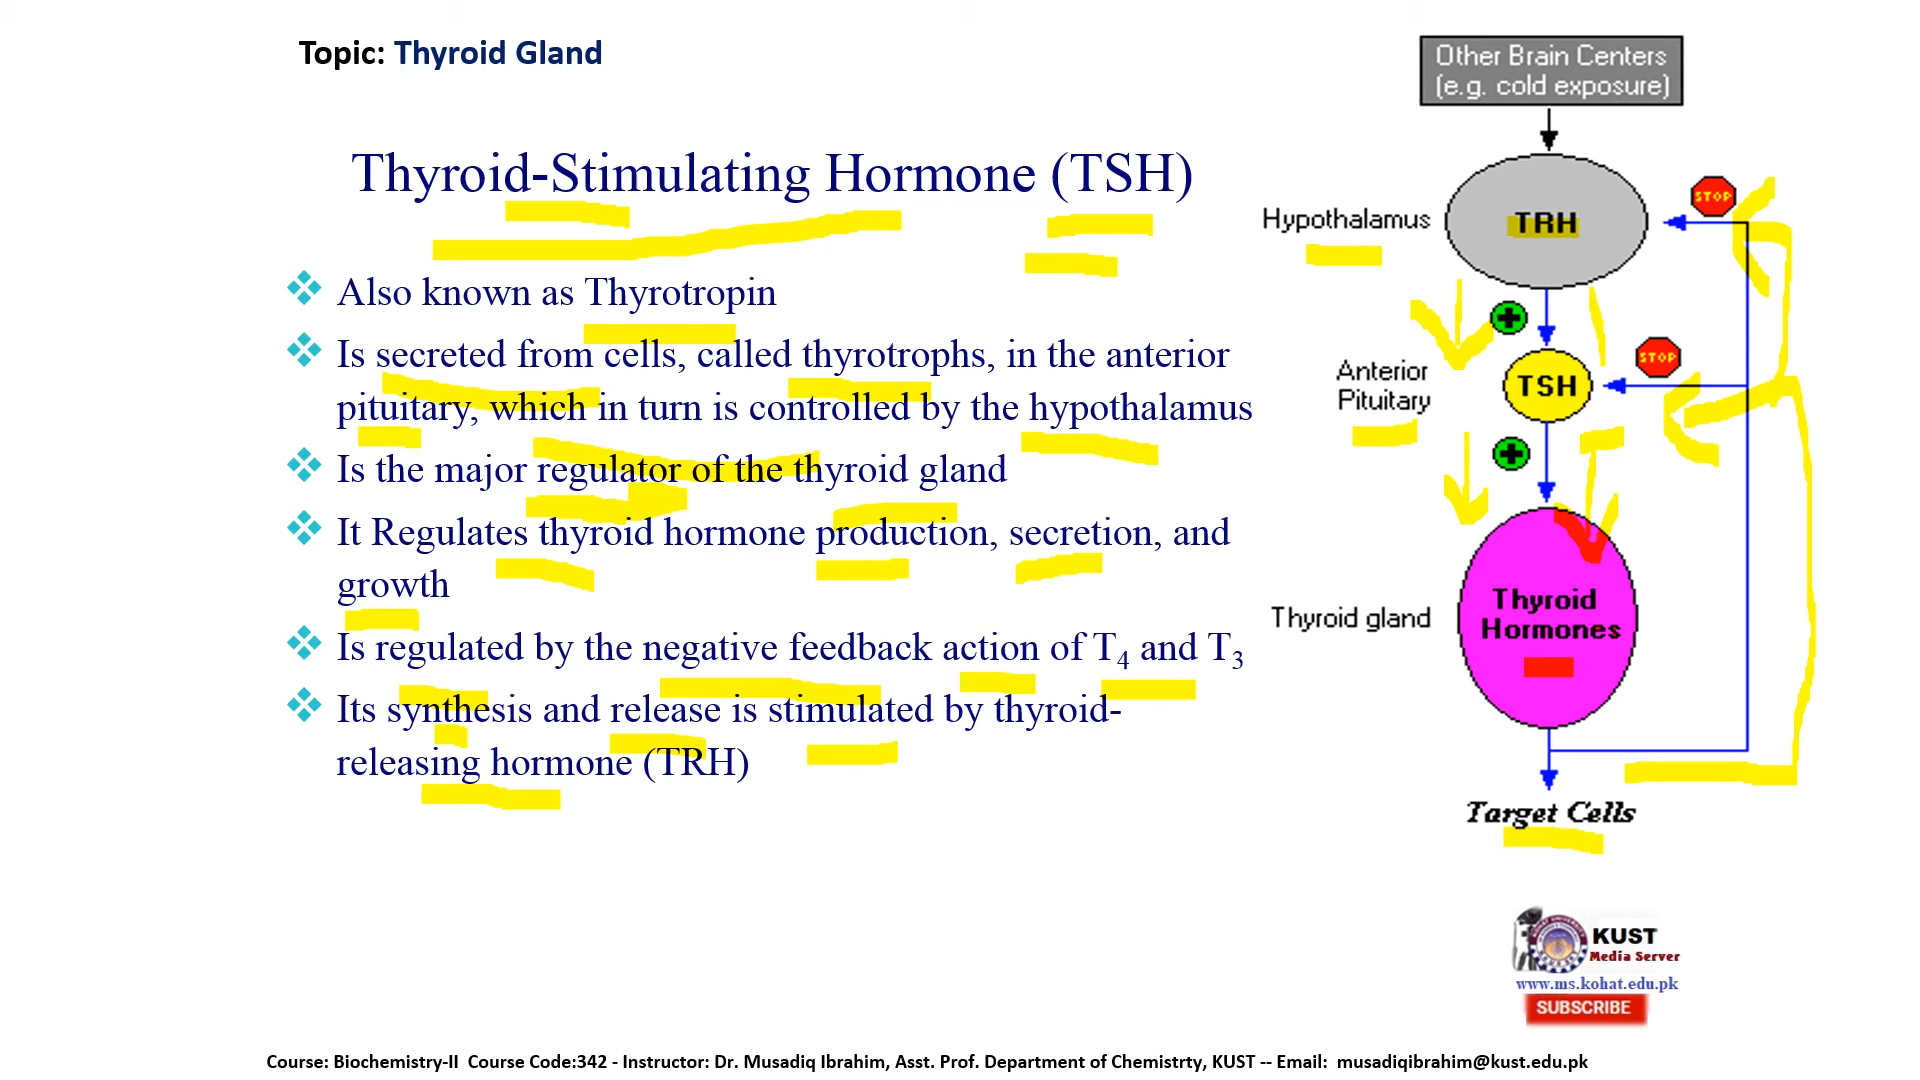 Topic: Thyroid Gland
Thyroid-Stimulating Hormone (TSH)
Also known as Thyrotropin
Is secreted from cells, called thyrotrophs, in the anterior
pituitary, which in turn is controlled by the hypothalamus
Is the major regulator of the thyroid gland
It Regulates thyroid hormone production, secretion, and
growth
Is regulated by the negative feedback action of T4 and T3
Its synthesis and release is stimulated by thyroid-
releasing hormone (TRH)
Other Brain Centers
(e.g. cold exposure)
STOP
Hypothalamus
TRH
STOP
Anterior
Pituitary
TSH
Thyroid gland
Thyroid
Hormones
Target Cells
KUST
Media Server
www.ms.kohat.edu.pk
SUBSCRIBE
Course: Biochemistry-II Course Code:342 - Instructor: Dr. Musadiq Ibrahim, Asst. Prof. Department of Chemistrty, KUST -- Email: musadiqibrahim@kust.edu.pk